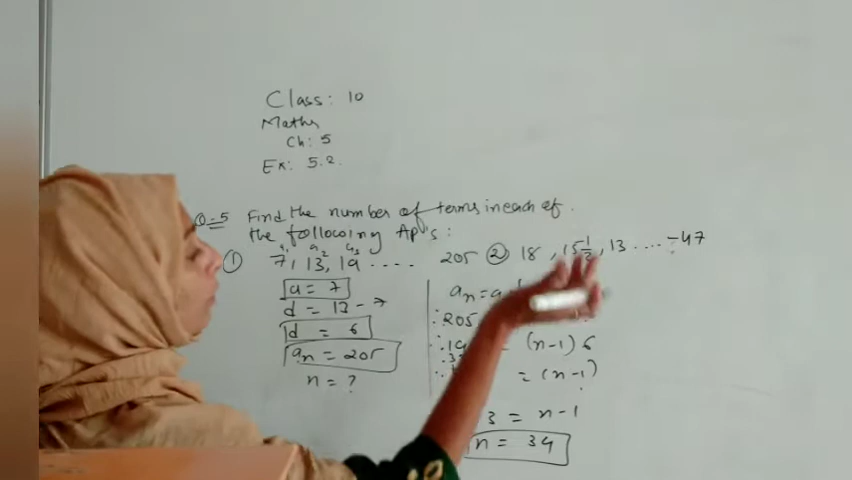 Class: 10
Maths
Ch: 5
Ex: 5.2.
Q-5 Find the number of terms in each of
the following AP's:
① 7, 13, 19 .... 205 ② 18, 15 1/2, 13 .... -47
a = 7
d = 13 - 7
d = 6
an = 205
n = ?
an = a
∴ 205
= (n-1) 6
= (n-1)
3 = n-1
n = 34